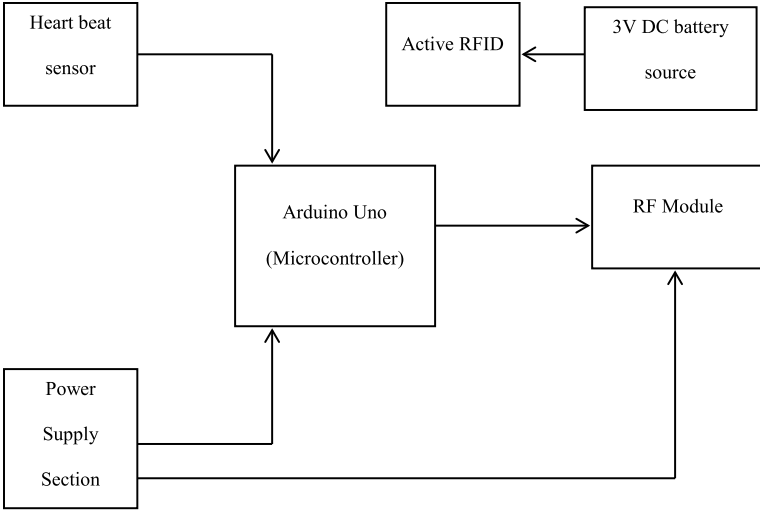 Heart beat
sensor
Active RFID
3V DC battery
source
Arduino Uno
(Microcontroller)
RF Module
Power
Supply
Section